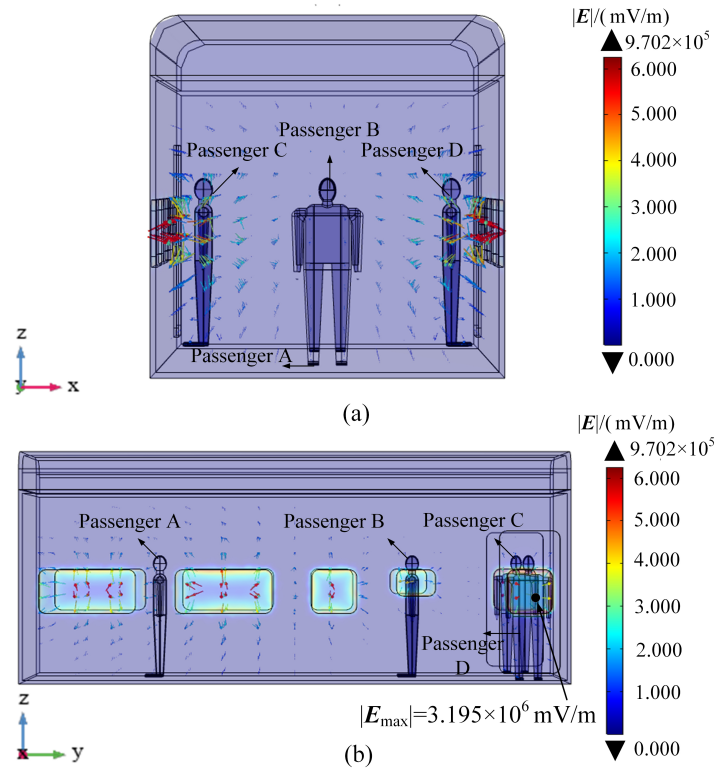 |E|/( mV/m)
9.702×10⁵
6.000
5.000
4.000
3.000
2.000
1.000
0.000
Passenger B
Passenger C
Passenger D
Passenger A
z
y
x
(a)
|E|/( mV/m)
9.702×10⁵
6.000
5.000
4.000
3.000
2.000
1.000
0.000
Passenger A
Passenger B
Passenger C
Passenger
D
|Emax|=3.195×10⁶ mV/m
z
x
y
(b)